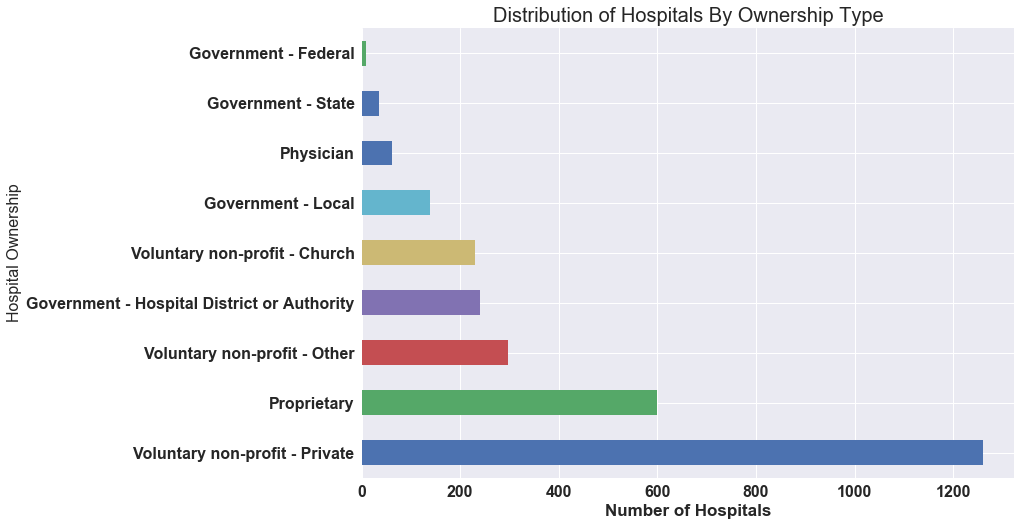 Distribution of Hospitals By Ownership Type
Hospital Ownership
Government - Federal
Government - State
Physician
Government - Local
Voluntary non-profit - Church
Government - Hospital District or Authority
Voluntary non-profit - Other
Proprietary
Voluntary non-profit - Private
0 200 400 600 800 1000 1200
Number of Hospitals